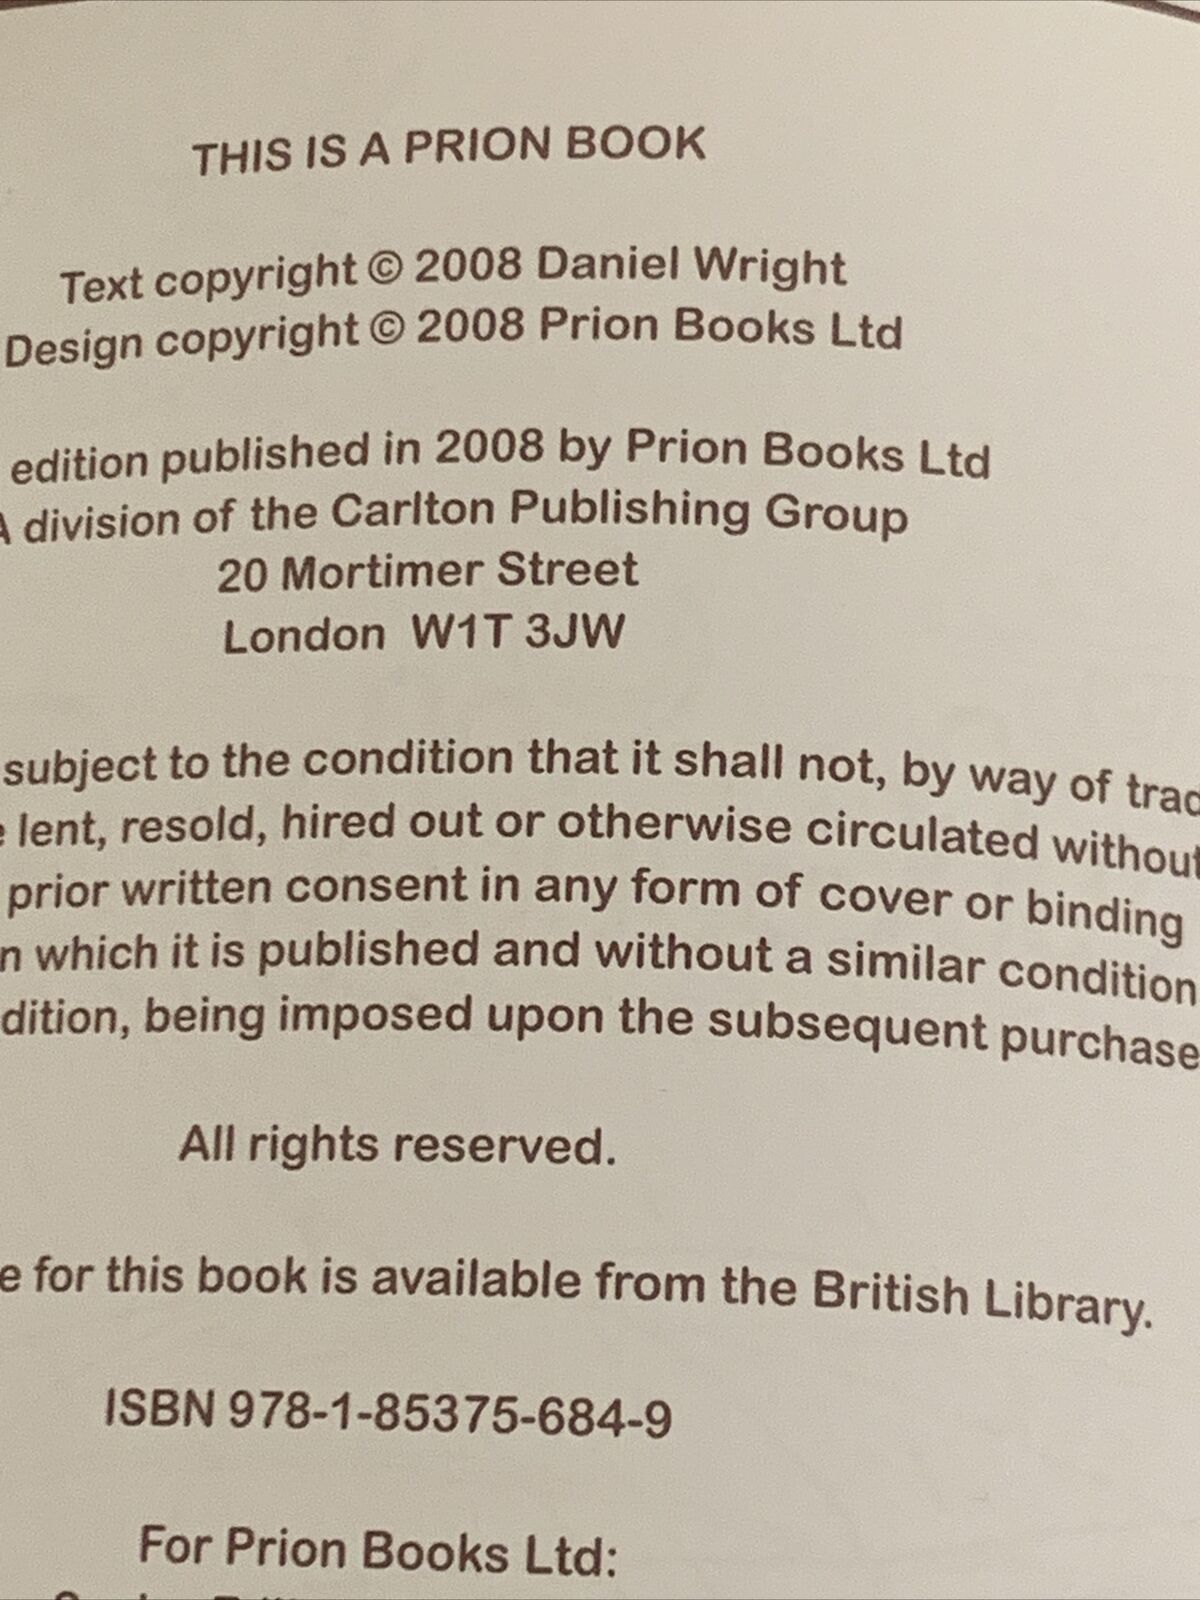 THIS IS A PRION BOOK
Text copyright © 2008 Daniel Wright
Design copyright © 2008 Prion Books Ltd
edition published in 2008 by Prion Books Ltd
A division of the Carlton Publishing Group
20 Mortimer Street
London W1T 3JW
subject to the condition that it shall not, by way of trad
e lent, resold, hired out or otherwise circulated without
prior written consent in any form of cover or binding
n which it is published and without a similar condition
dition, being imposed upon the subsequent purchase
All rights reserved.
e for this book is available from the British Library.
ISBN 978-1-85375-684-9
For Prion Books Ltd: